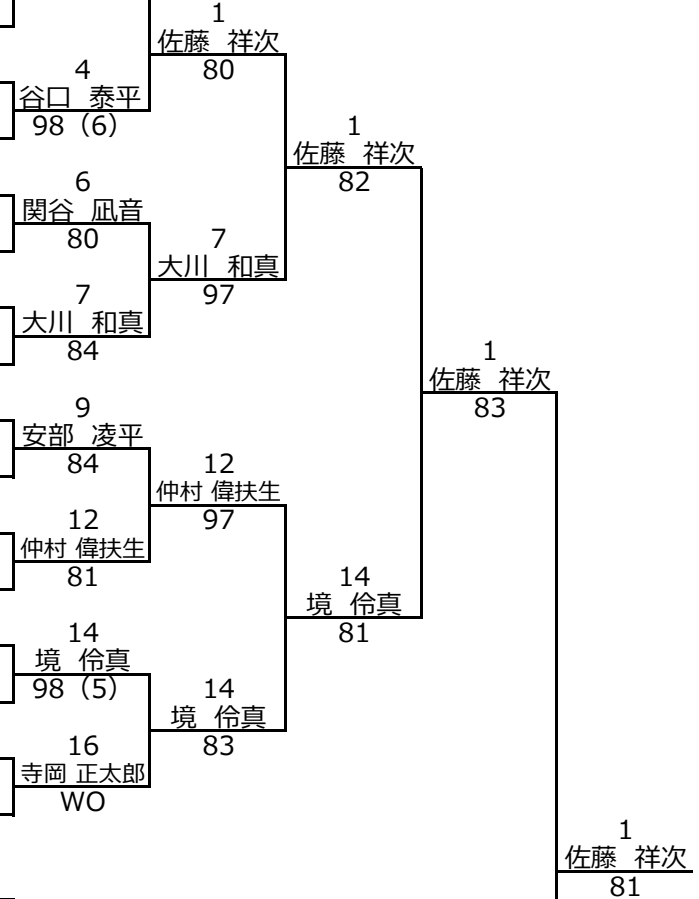 1
佐藤 祥次
80
4
谷口 泰平
98（6）
1
佐藤 祥次
82
6
関谷 凪音
80
7
大川 和真
97
7
大川 和真
84
1
佐藤 祥次
83
9
安部 凌平
84
12
仲村 偉扶生
97
12
仲村 偉扶生
81
14
境 伶真
81
14
境 伶真
98（5）
14
境 伶真
83
16
寺岡 正太郎
WO
1
佐藤 祥次
81